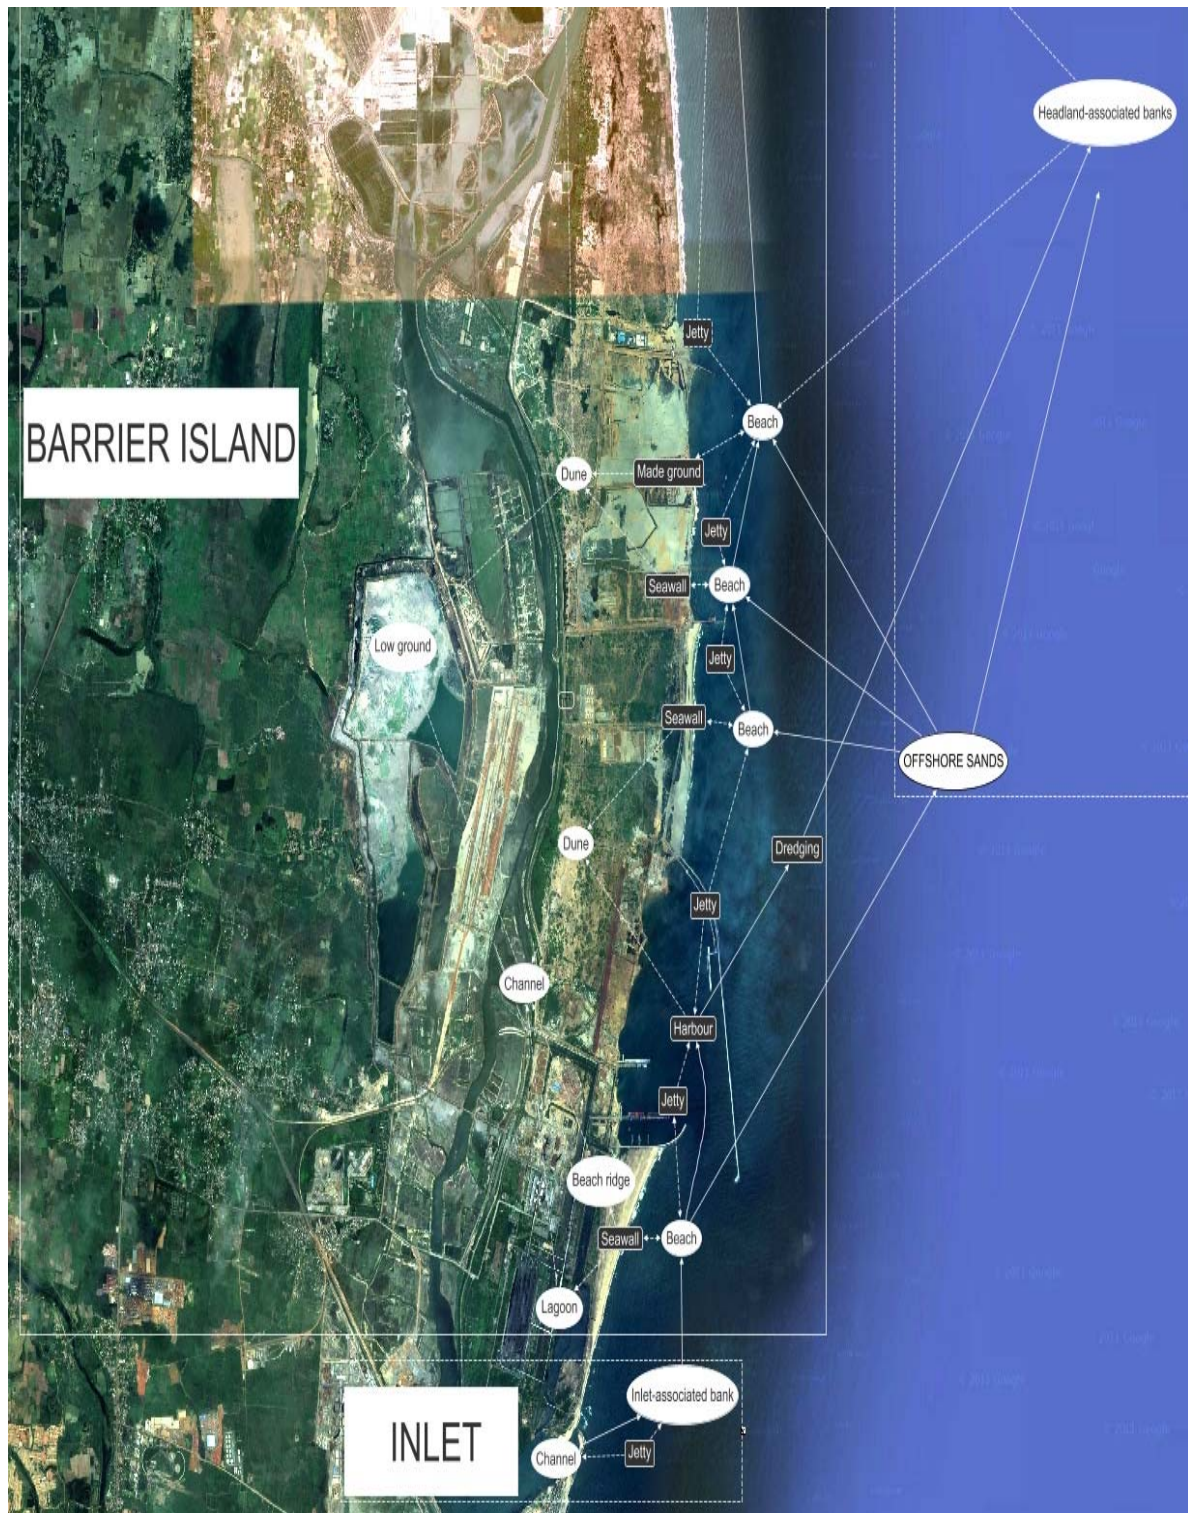 Headland-associated banks
Jetty
Beach
BARRIER ISLAND
Dune
Made ground
Jetty
Seawall
Beach
Low ground
Jetty
Seawall
Beach
OFFSHORE SANDS
Dune
Dredging
Jetty
Channel
Harbour
Jetty
Beach ridge
Seawall
Beach
Lagoon
Inlet-associated bank
INLET
Channel
Jetty